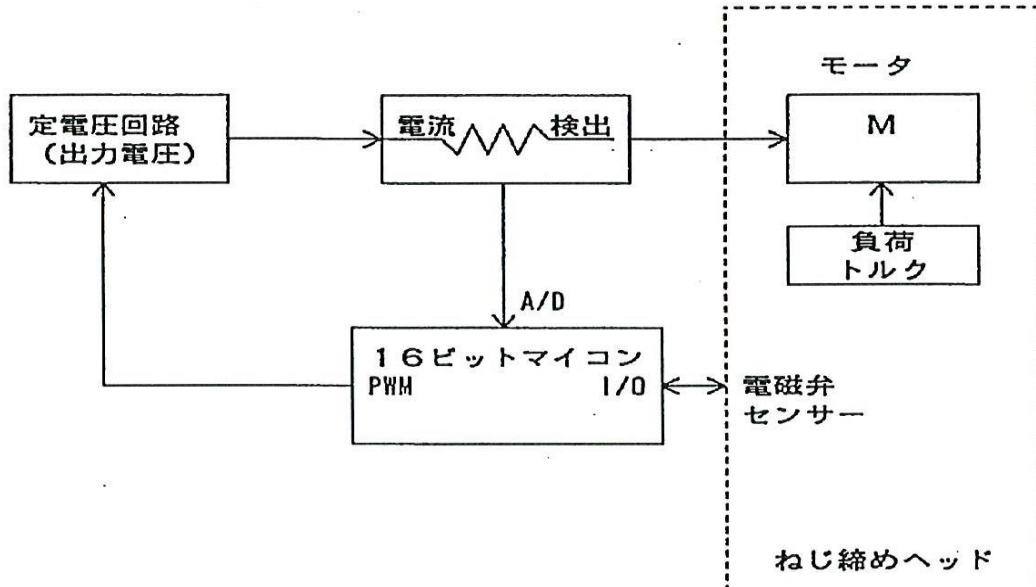 モータ
定電圧回路
(出力電圧)
電流 検出
M
負荷
トルク
A/D
16ビットマイコン
PWM I/O
電磁弁
センサー
ねじ締めヘッド